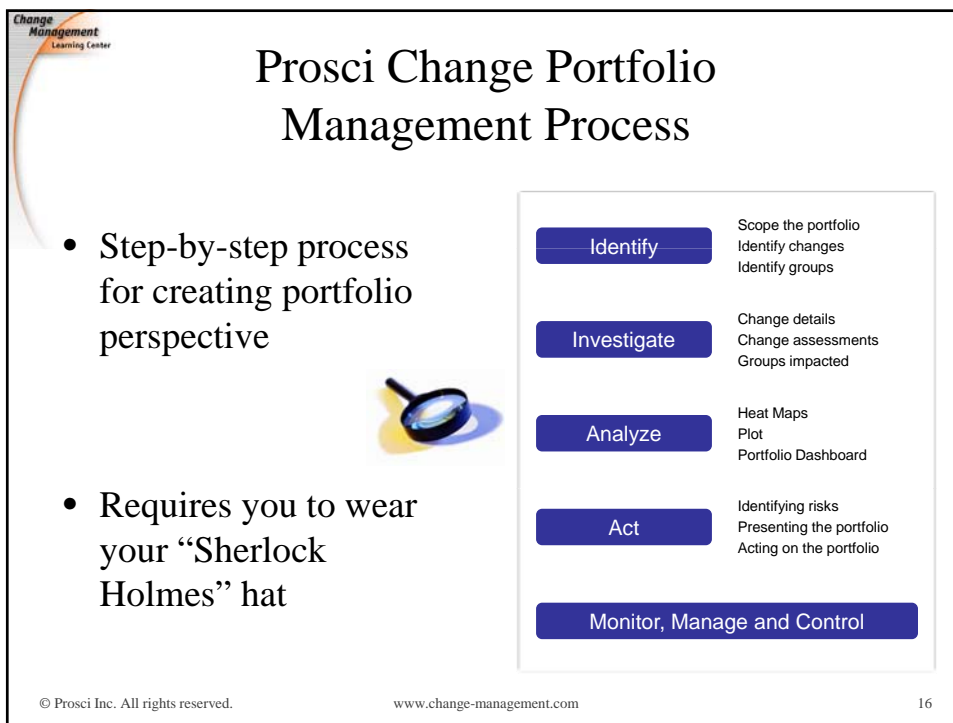 Change
Management
Learning Center
Prosci Change Portfolio
Management Process
• Step-by-step process
for creating portfolio
perspective
• Requires you to wear
your “Sherlock
Holmes” hat
Identify
Scope the portfolio
Identify changes
Identify groups
Investigate
Change details
Change assessments
Groups impacted
Analyze
Heat Maps
Plot
Portfolio Dashboard
Act
Identifying risks
Presenting the portfolio
Acting on the portfolio
Monitor, Manage and Control
© Prosci Inc. All rights reserved. www.change-management.com 16